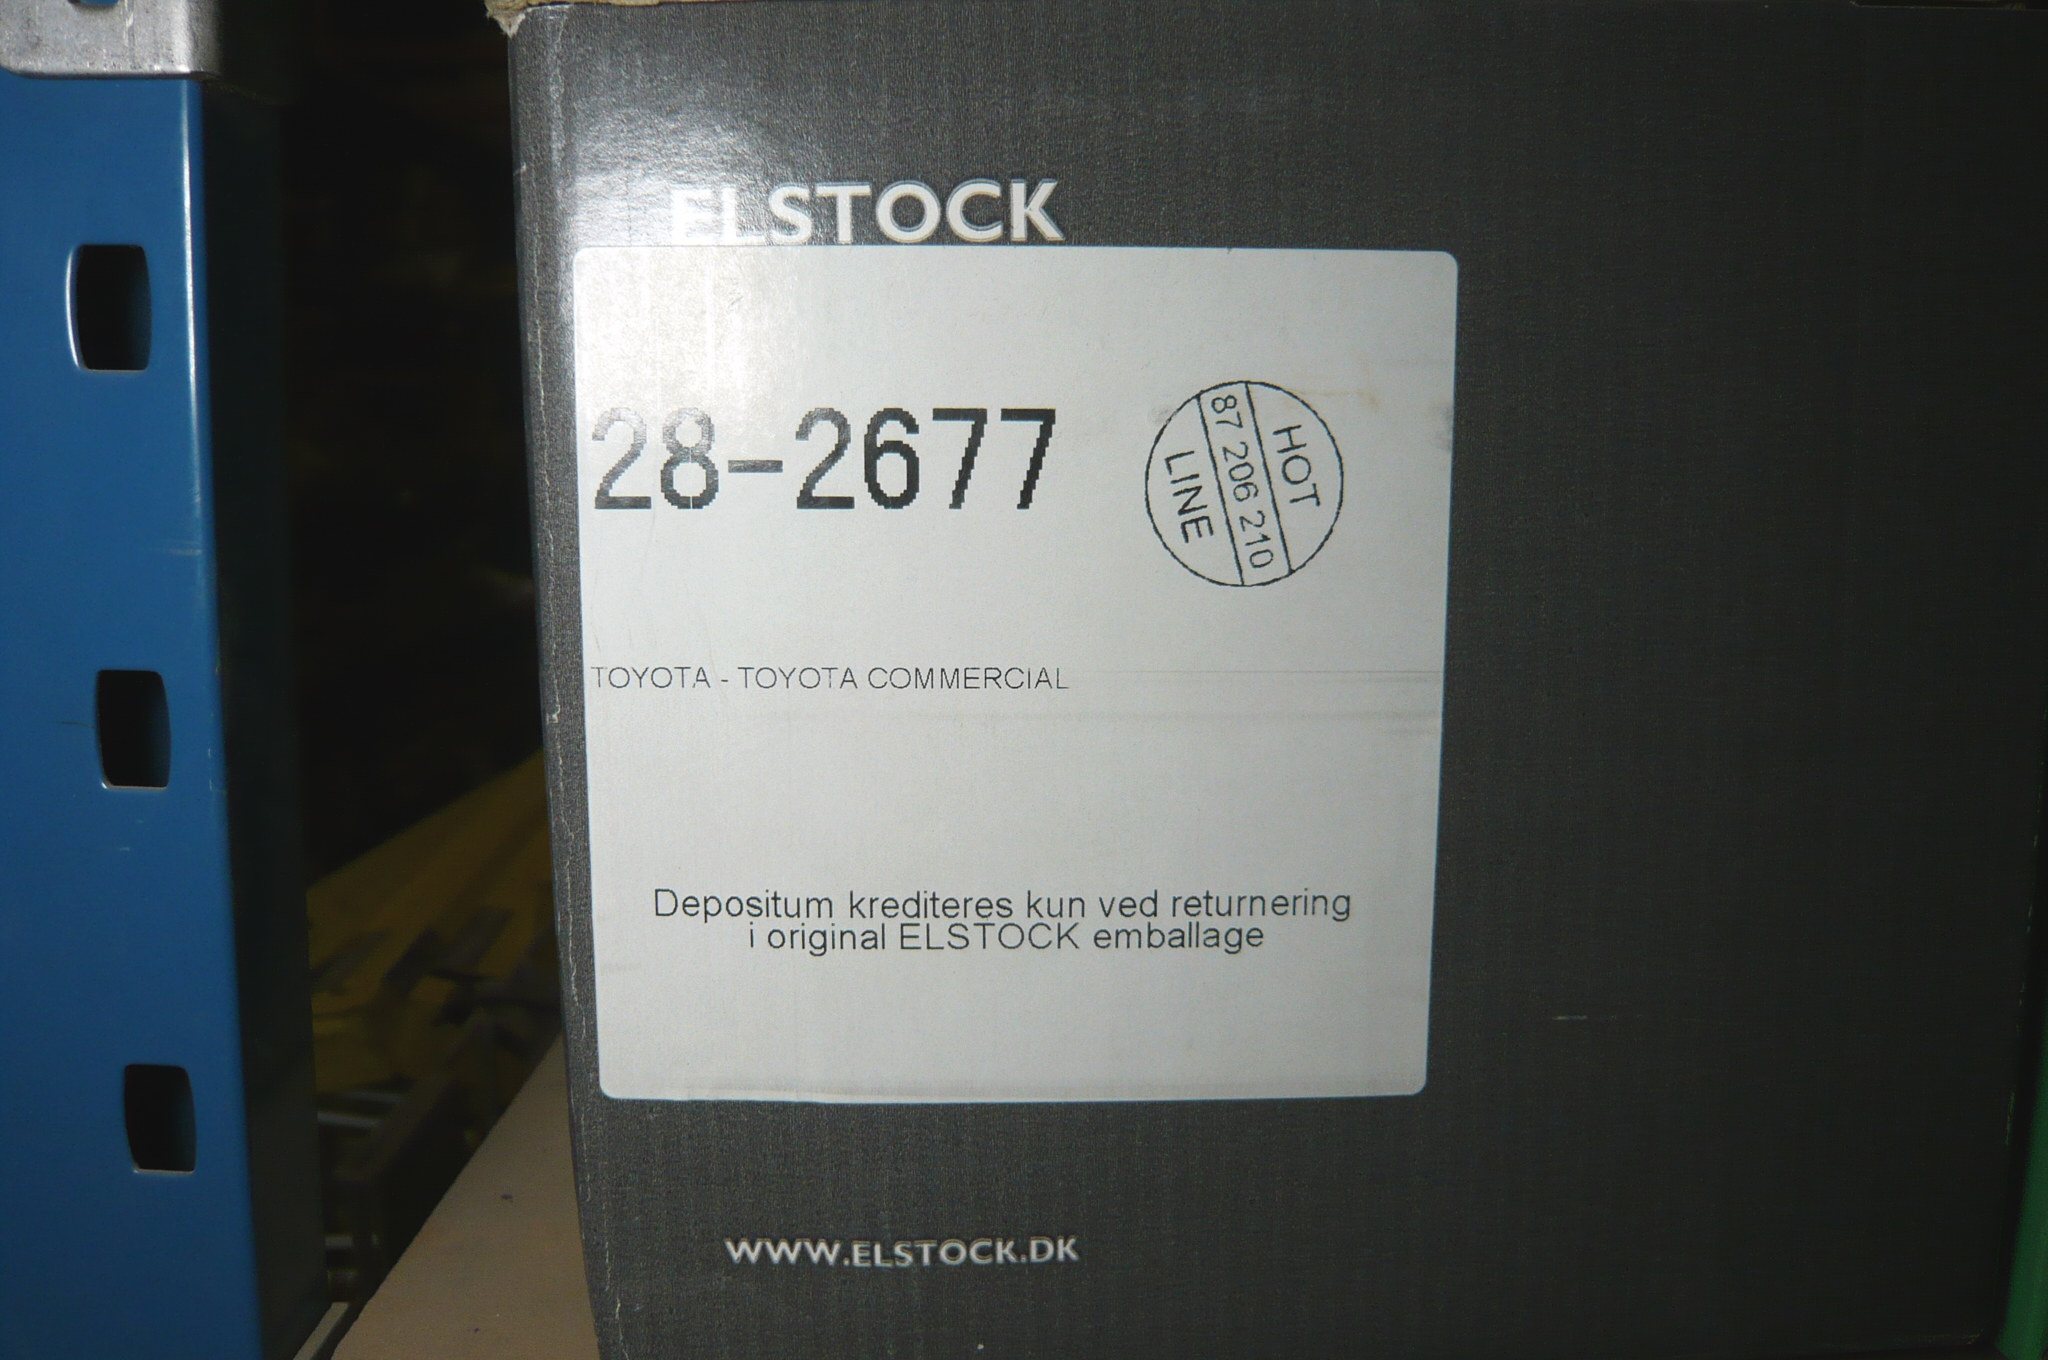 ELSTOCK
28-2677
HOT
87 206 210
LINE
TOYOTA - TOYOTA COMMERCIAL
Depositum krediteres kun ved returnering
i original ELSTOCK emballage
WWW.ELSTOCK.DK